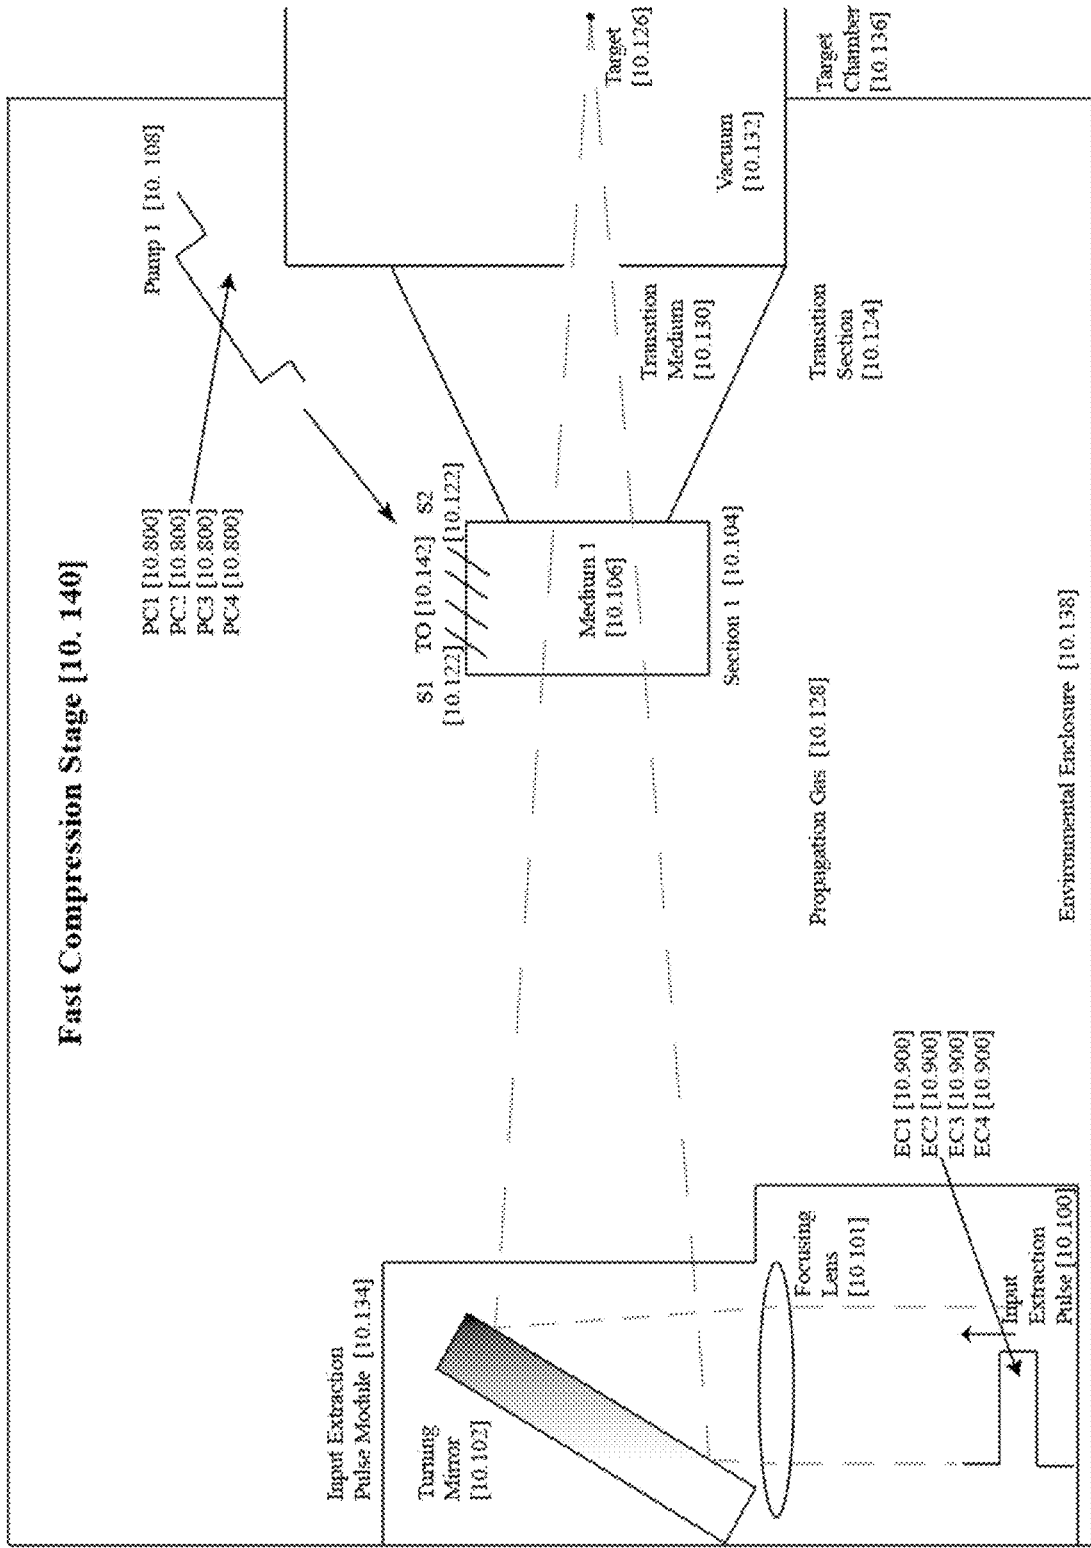 Fast Compression Stage [10. 140]
Pump 1 [10. 108]
PC1 [10.800]
PC2 [10.800]
PC3 [10.800]
PC4 [10.800]
Target
[10.126]
Target
Chamber
[10.136]
Vacuum
[10.132]
Transition
Medium
[10.130]
Transition
Section
[10.124]
S1 TO [10.142] S2
[10.122] [10.122]
Medium 1
[10.106]
Section 1 [10.104]
Propagation Gas [10.128]
Environmental Enclosure [10.138]
Input Extraction
Pulse Module [10.134]
Turning
Mirror
[10.102]
Focusing
Lens
[10.101]
EC1 [10.900]
EC2 [10.900]
EC3 [10.900]
EC4 [10.900]
Input
Extraction
Pulse [10.100]